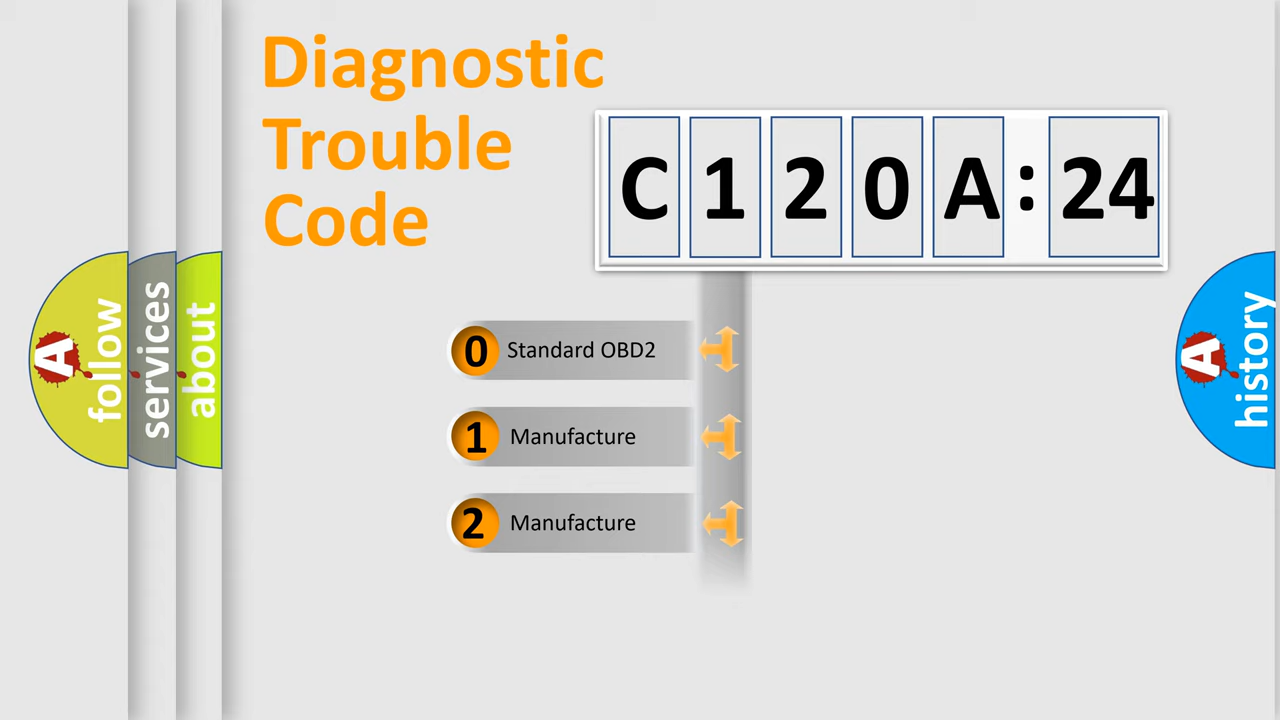 Diagnostic
Trouble
Code
C 1 2 0 A : 24
0 Standard OBD2
1 Manufacture
2 Manufacture
A follow
services
about
A history